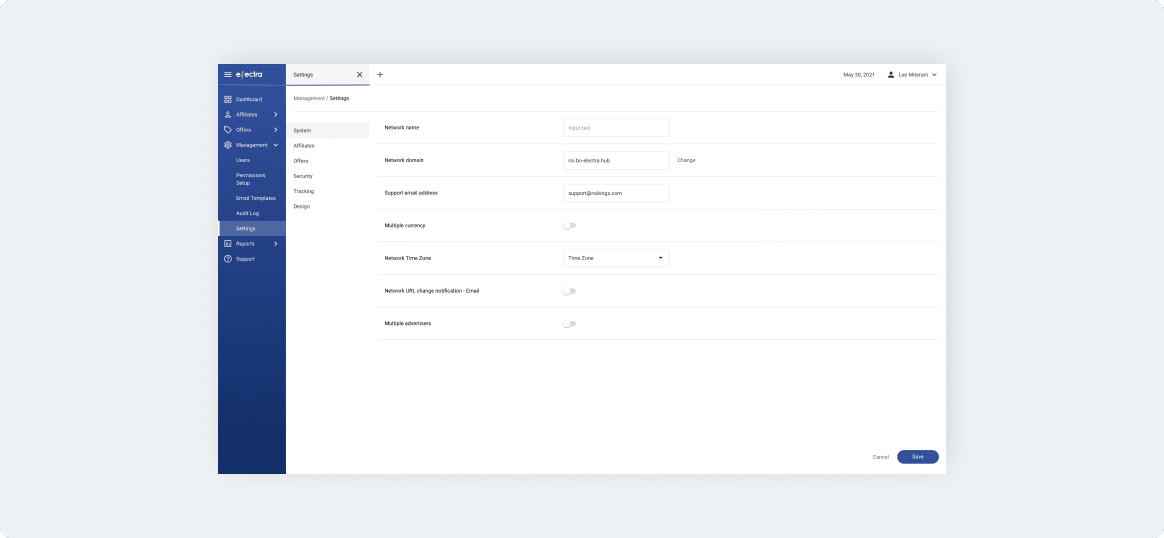 electra
Settings
May 30, 2021
Lee Miterani
Dashboard
Affiliates
Offers
Management
Users
Permissions
Setup
Email Templates
Audit Log
Settings
Reports
Support
Management / Settings
System
Affiliates
Offers
Security
Tracking
Design
Network name
Input text
Network domain
roi.bo-electra.hub
Change
Support email address
support@roikings.com
Multiple currency
Network Time Zone
Time Zone
Network URL change notification - Email
Multiple advertisers
Cancel
Save